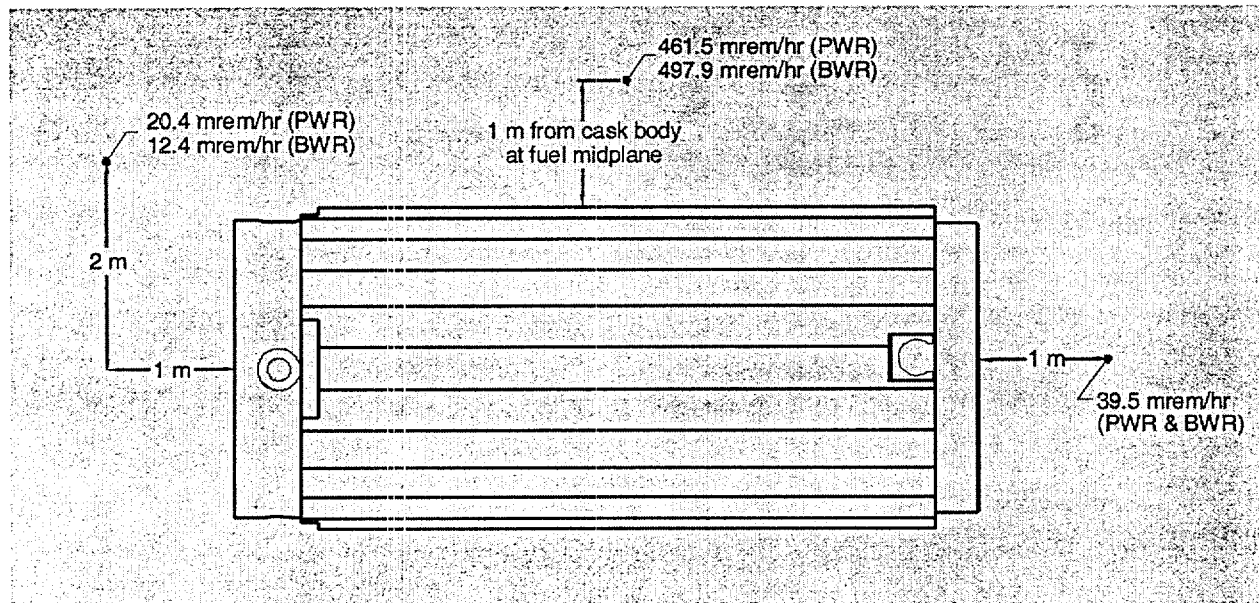 461.5 mrem/hr (PWR)
497.9 mrem/hr (BWR)
20.4 mrem/hr (PWR)
12.4 mrem/hr (BWR)
1 m from cask body
at fuel midplane
2 m
1 m
1 m
39.5 mrem/hr
(PWR & BWR)